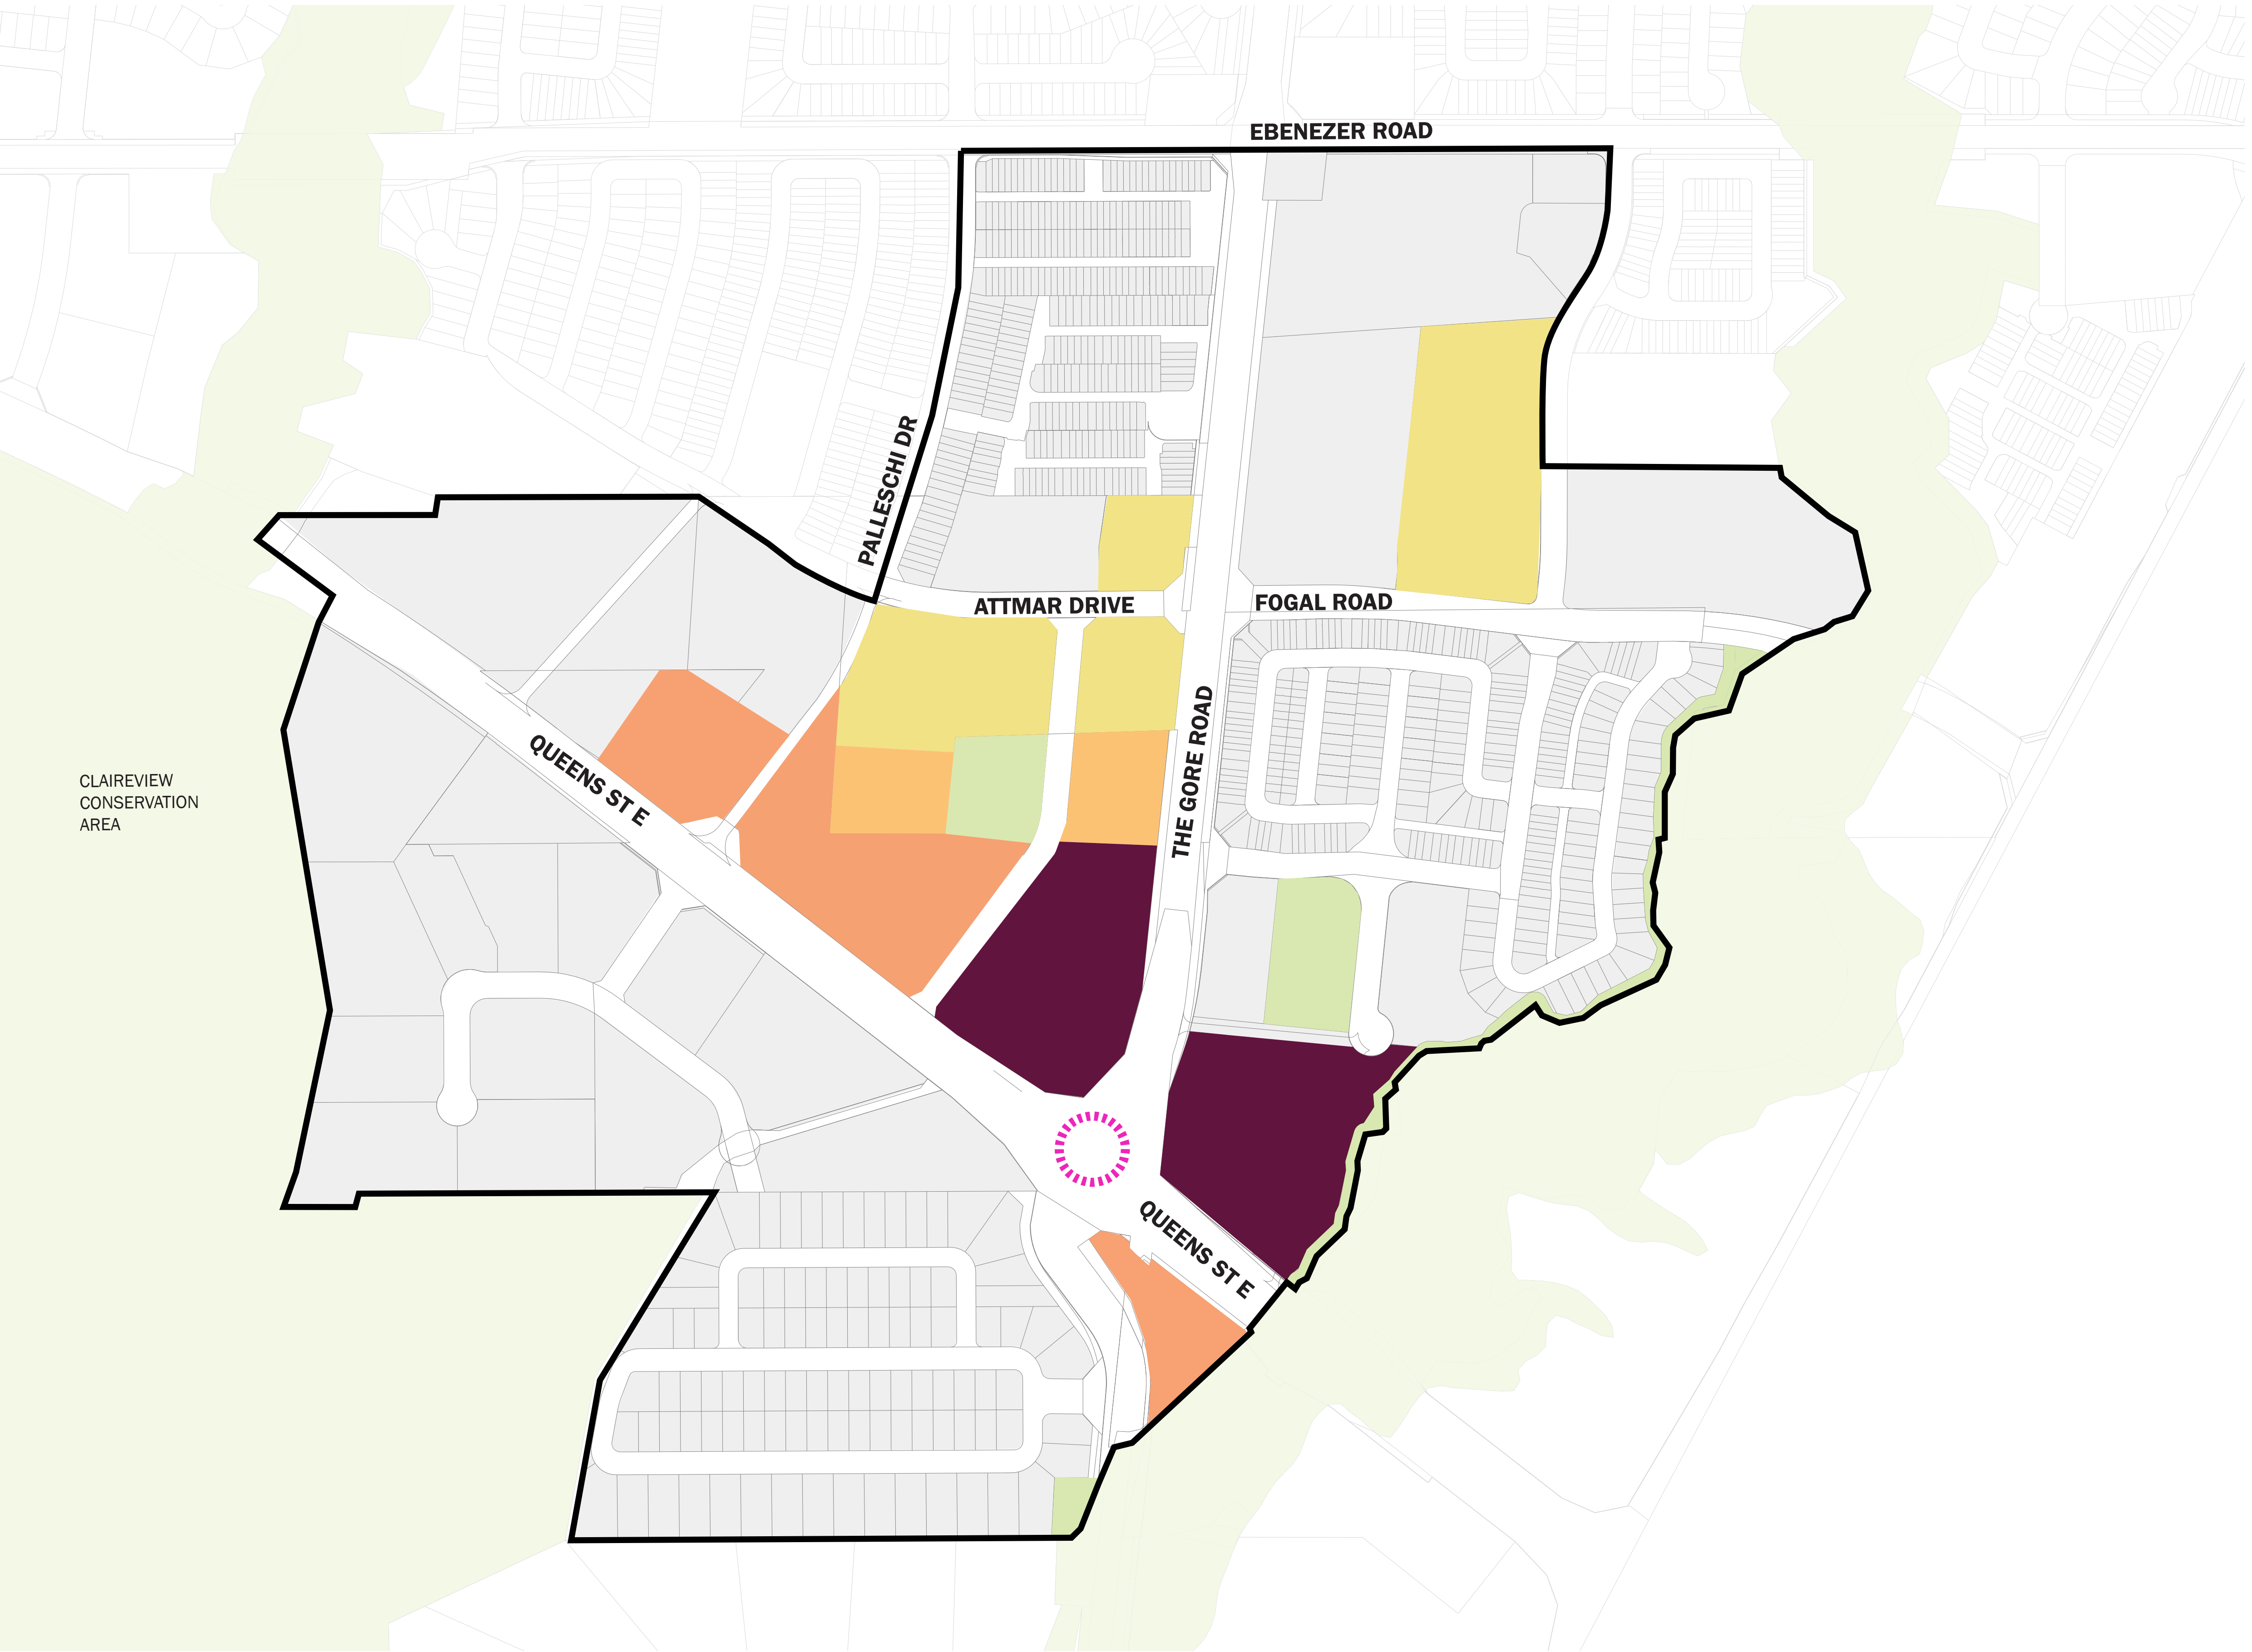 EBENEZER ROAD
PALLESCHI DR
ATTMAR DRIVE
FOGAL ROAD
THE GORE ROAD
QUEENS ST E
CLAIREVIEW
CONSERVATION
AREA
QUEENS ST E